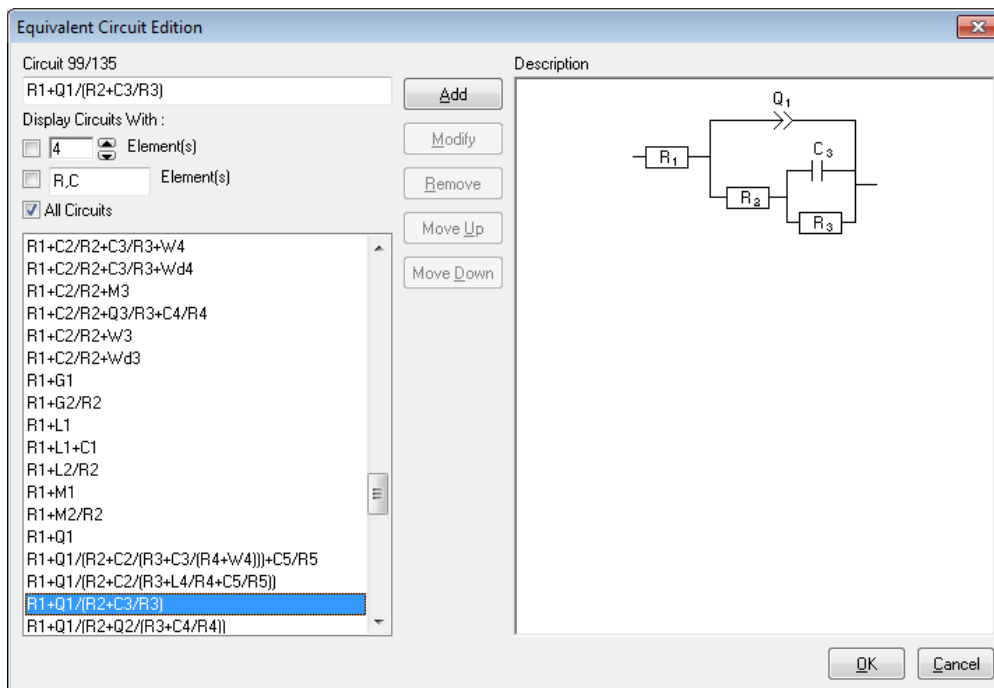 Equivalent Circuit Edition
Circuit 99/135
R1+Q1/(R2+C3/R3)
Display Circuits With :
4 Element(s)
R,C Element(s)
All Circuits
R1+C2/R2+C3/R3+W4
R1+C2/R2+C3/R3+Wd4
R1+C2/R2+M3
R1+C2/R2+Q3/R3+C4/R4
R1+C2/R2+W3
R1+C2/R2+Wd3
R1+G1
R1+G2/R2
R1+L1
R1+L1+C1
R1+L2/R2
R1+M1
R1+M2/R2
R1+Q1
R1+Q1/(R2+C2/(R3+C3/(R4+W4)))+C5/R5
R1+Q1/(R2+C2/(R3+L4/R4+C5/R5))
R1+Q1/(R2+C3/R3)
R1+Q1/(R2+Q2/(R3+C4/R4))
Add
Modify
Remove
Move Up
Move Down
Description
Q1
R1
C3
R2
R3
OK
Cancel